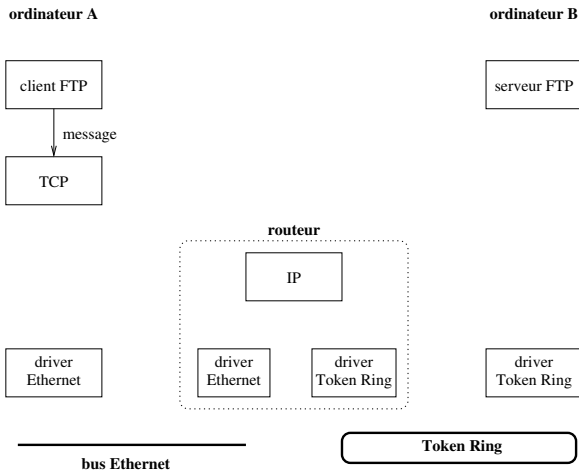 ordinateur A
ordinateur B
client FTP
serveur FTP
message
TCP
routeur
IP
driver
Ethernet
driver
Ethernet
driver
Token Ring
driver
Token Ring
bus Ethernet
Token Ring